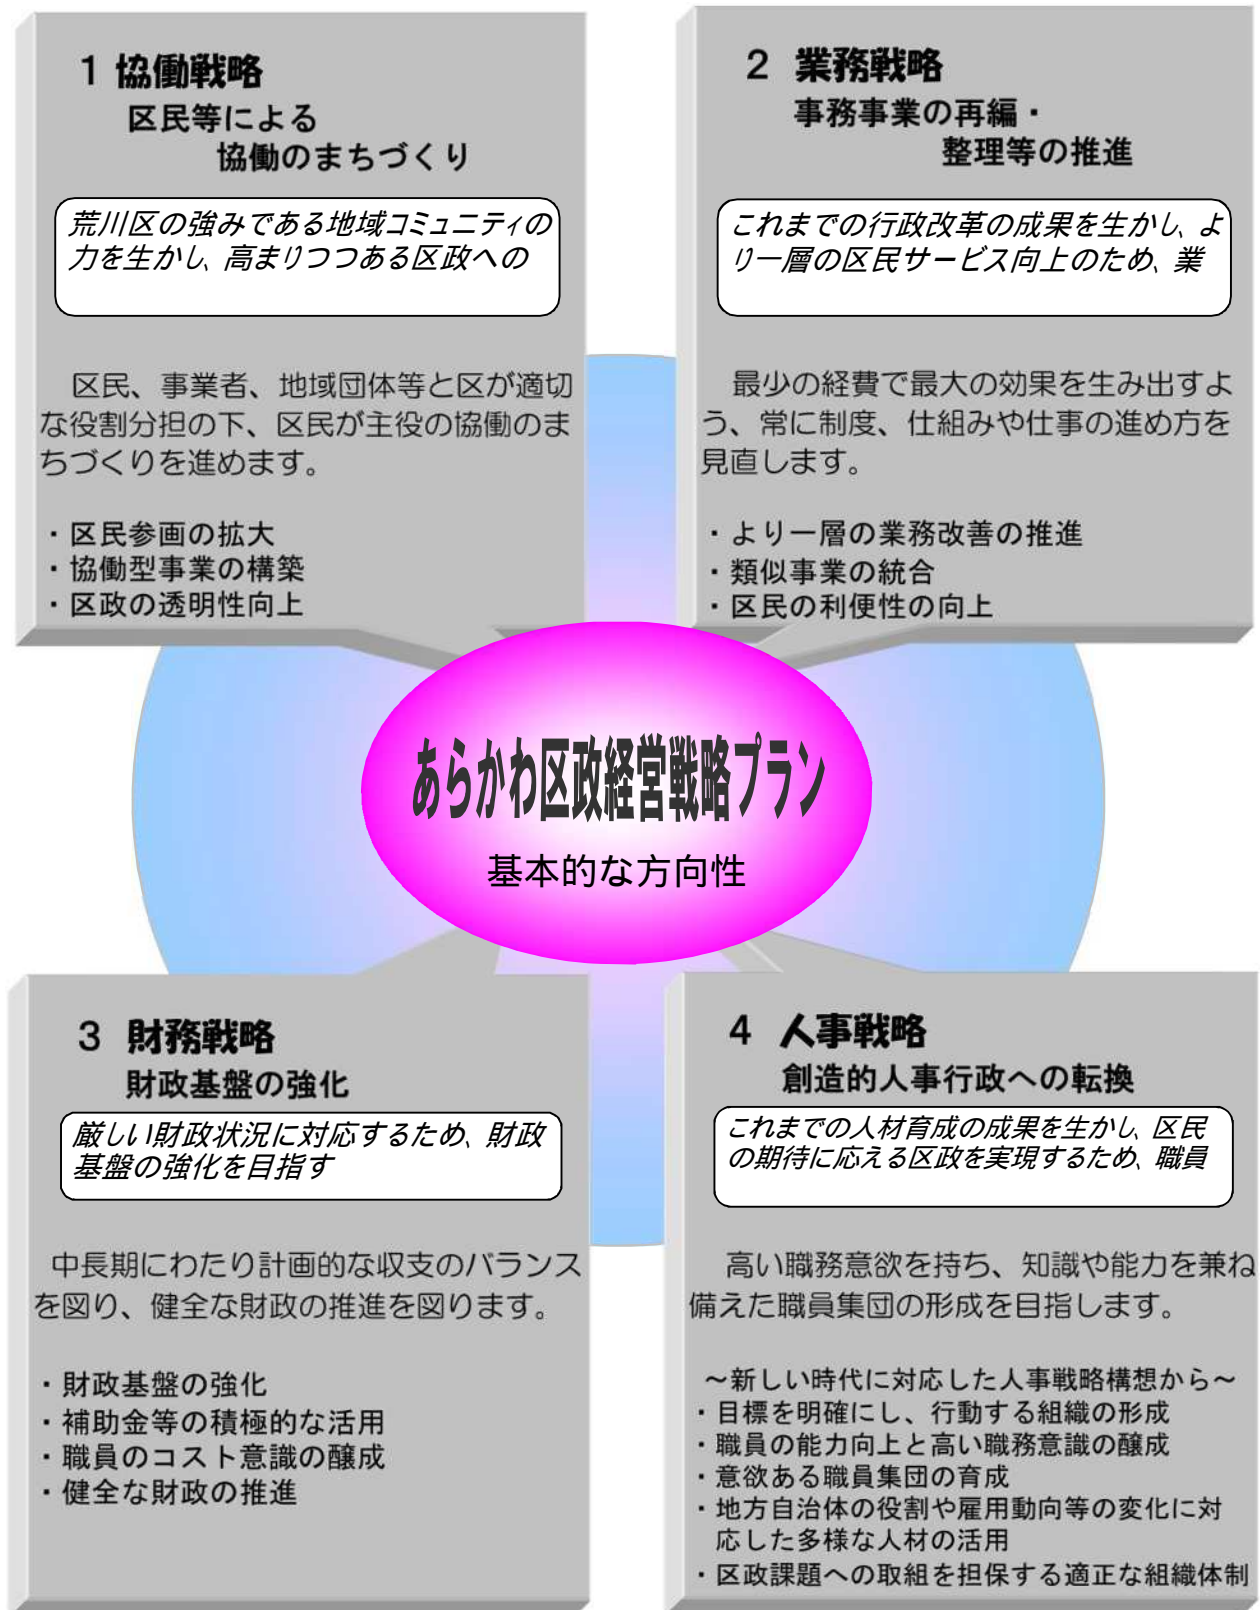 1 協働戦略
区民等による
協働のまちづくり
荒川区の強みである地域コミュニティの
力を生かし、高まりつつある区政への
区民、事業者、地域団体等と区が適切
な役割分担の下、区民が主役の協働のま
ちづくりを進めます。
・区民参画の拡大
・協働型事業の構築
・区政の透明性向上
2 業務戦略
事務事業の再編・
整理等の推進
これまでの行政改革の成果を生かし、よ
り一層の区民サービス向上のため、業
最少の経費で最大の効果を生み出すよ
う、常に制度、仕組みや仕事の進め方を
見直します。
・より一層の業務改善の推進
・類似事業の統合
・区民の利便性の向上
あらかわ区政経営戦略プラン
基本的な方向性
3 財務戦略
財政基盤の強化
厳しい財政状況に対応するため、財政
基盤の強化を目指す
中長期にわたり計画的な収支のバランス
を図り、健全な財政の推進を図ります。
・財政基盤の強化
・補助金等の積極的な活用
・職員のコスト意識の醸成
・健全な財政の推進
4 人事戦略
創造的人事行政への転換
これまでの人材育成の成果を生かし、区民
の期待に応える区政を実現するため、職員
高い職務意欲を持ち、知識や能力を兼ね
備えた職員集団の形成を目指します。
～新しい時代に対応した人事戦略構想から～
・目標を明確にし、行動する組織の形成
・職員の能力向上と高い職務意識の醸成
・意欲ある職員集団の育成
・地方自治体の役割や雇用動向等の変化に対
応した多様な人材の活用
・区政課題への取組を担保する適正な組織体制